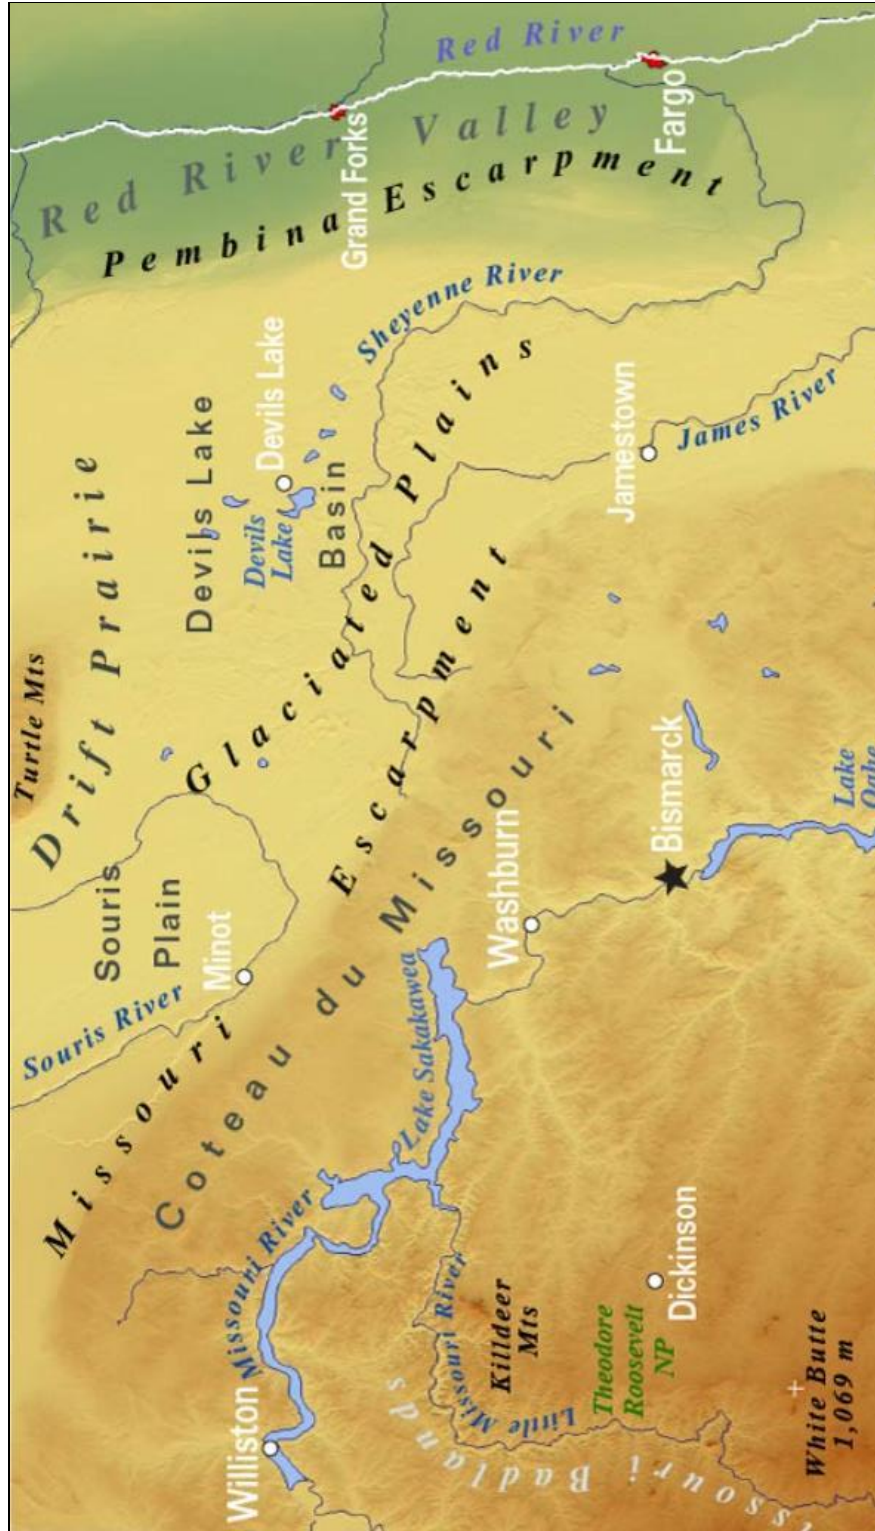 Red River
Red River Valley
Pembina Escarpment
Grand Forks
Fargo
Sheyenne River
Devils Lake
Devils Lake
Basin
Devils
Lake
Glaciated Plains
Jamestown
James River
Drift Prairie
Turtle Mts
Souris
Plain
Minot
Souris River
Missouri Escarpment
Coteau du Missouri
Washburn
Bismarck
Lake
Lake Sakakawea
Missouri River
Williston
Little Missouri River
Killdeer
Mts
Theodore
Roosevelt
NP
Dickinson
White Butte
1,069 m
ssouri Badlands